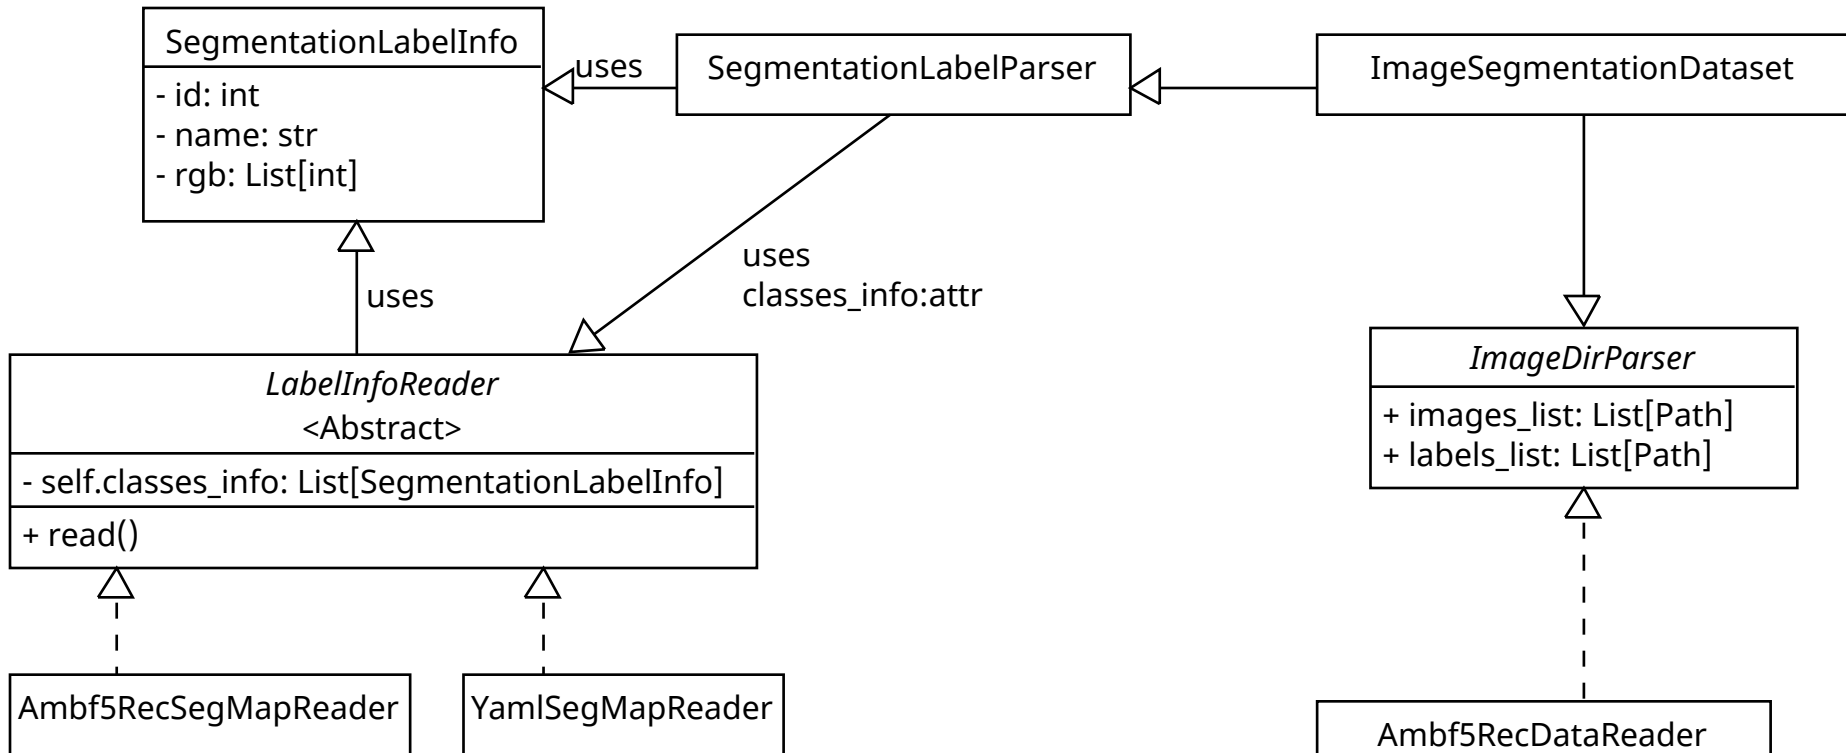 SegmentationLabelInfo
- id: int
- name: str
- rgb: List[int]
uses
SegmentationLabelParser
ImageSegmentationDataset
uses
uses
classes_info:attr
LabelInfoReader
<Abstract>
- self.classes_info: List[SegmentationLabelInfo]
+ read()
ImageDirParser
+ images_list: List[Path]
+ labels_list: List[Path]
Ambf5RecSegMapReader
YamlSegMapReader
Ambf5RecDataReader